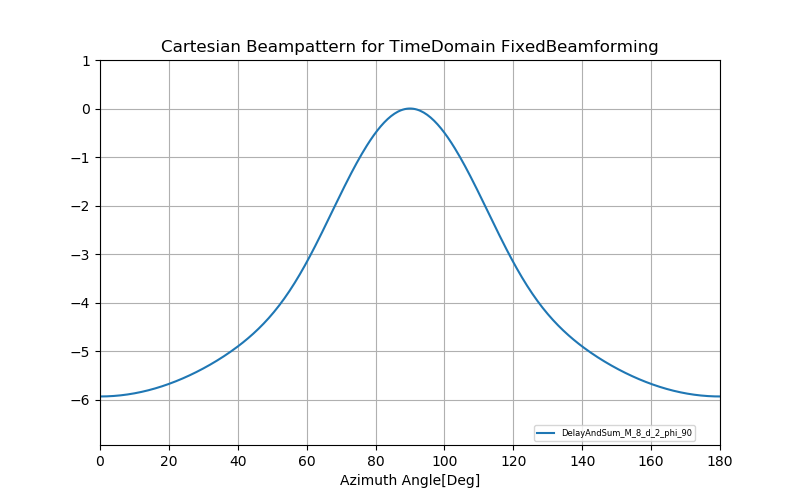 Cartesian Beampattern for TimeDomain FixedBeamforming
1
0
−1
−2
−3
−4
−5
−6
DelayAndSum_M_8_d_2_phi_90
0 20 40 60 80 100 120 140 160 180
Azimuth Angle[Deg]